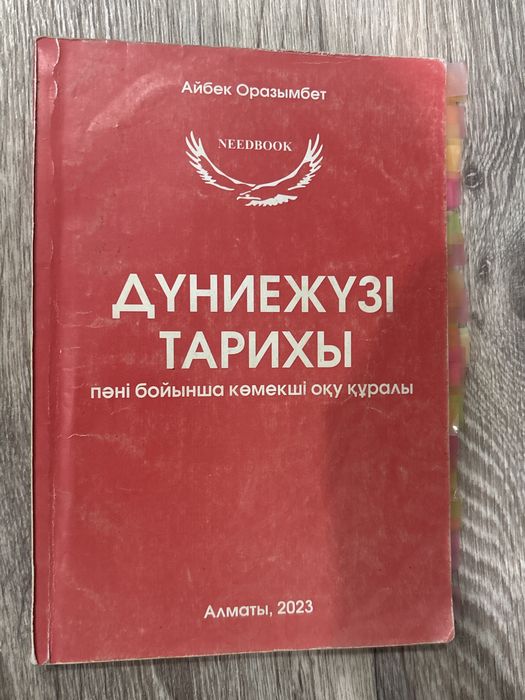 Айбек Оразымбет
NEEDBOOK
ДҮНИЕЖҮЗІ
ТАРИХЫ
пәні бойынша көмекші оқу құралы
Алматы, 2023